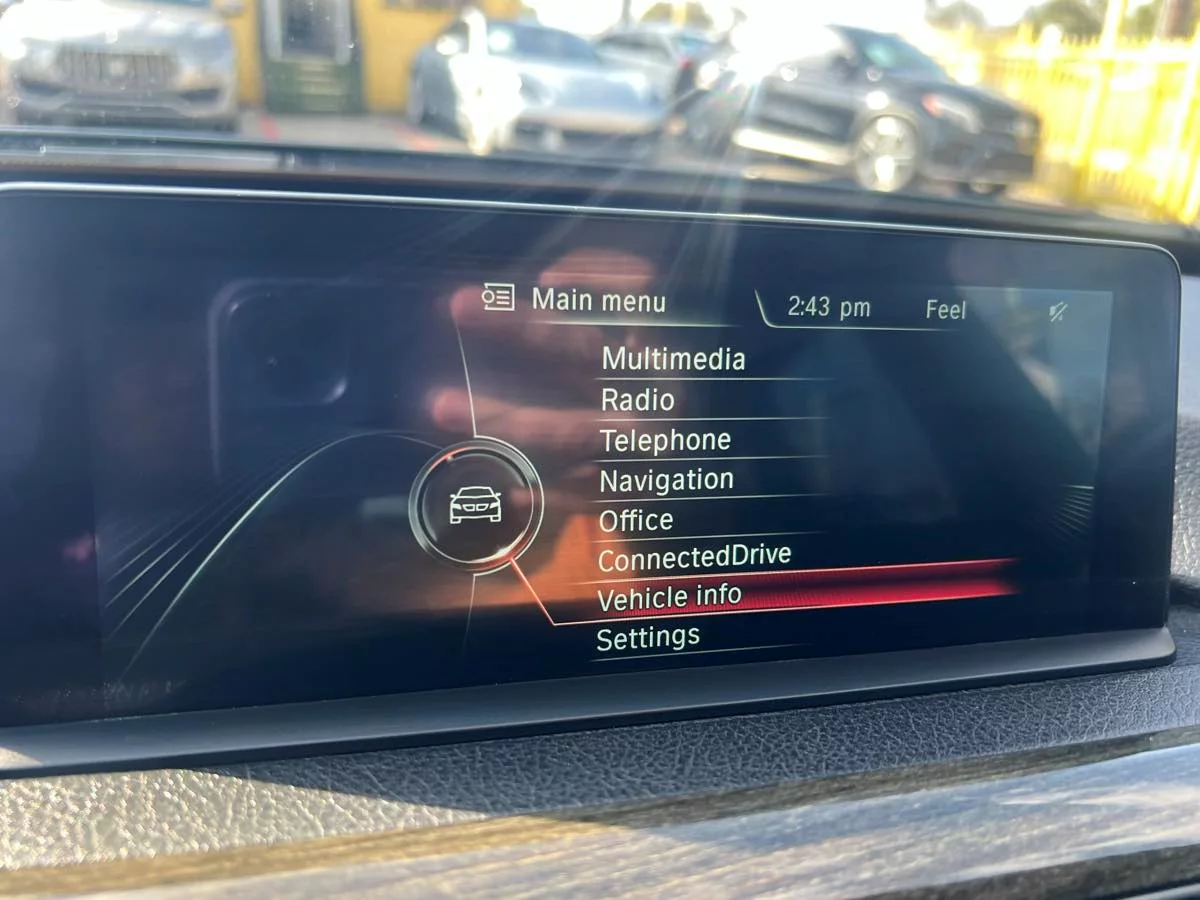 Main menu
2:43 pm
Feel
Multimedia
Radio
Telephone
Navigation
Office
ConnectedDrive
Vehicle info
Settings